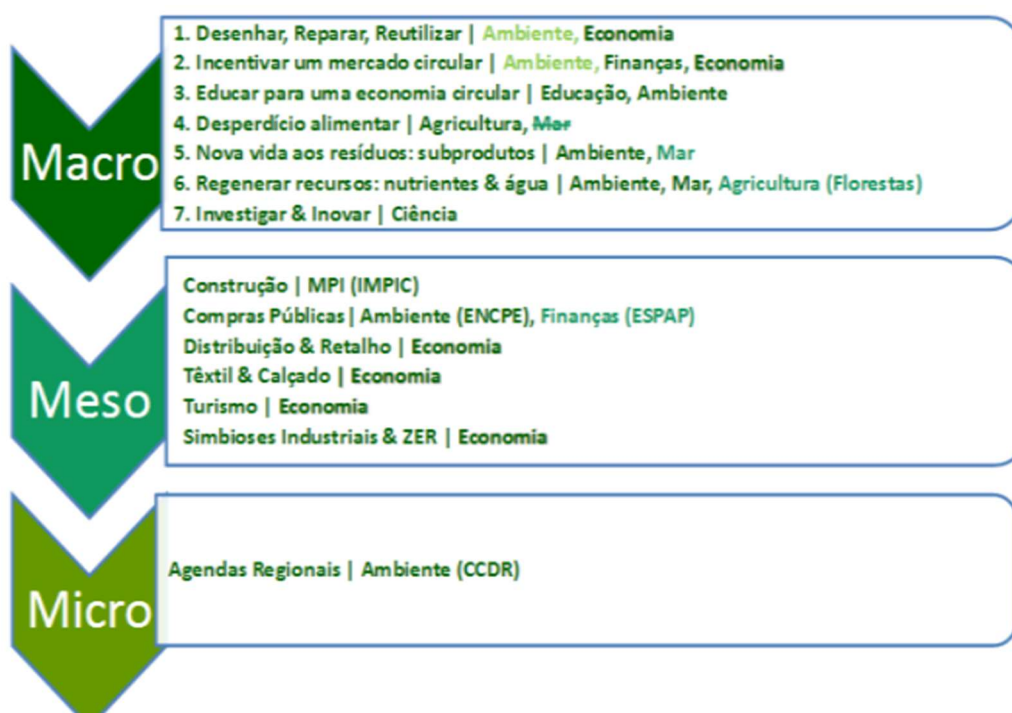 Macro
1. Desenhar, Reparar, Reutilizar | Ambiente, Economia
2. Incentivar um mercado circular | Ambiente, Finanças, Economia
3. Educar para uma economia circular | Educação, Ambiente
4. Desperdício alimentar | Agricultura, Mar
5. Nova vida aos resíduos: subprodutos | Ambiente, Mar
6. Regenerar recursos: nutrientes & água | Ambiente, Mar, Agricultura (Florestas)
7. Investigar & Inovar | Ciência
Meso
Construção | MPI (IMPIC)
Compras Públicas | Ambiente (ENCPE), Finanças (ESPAP)
Distribuição & Retalho | Economia
Têxtil & Calçado | Economia
Turismo | Economia
Simbioses Industriais & ZER | Economia
Micro
Agendas Regionais | Ambiente (CCDR)